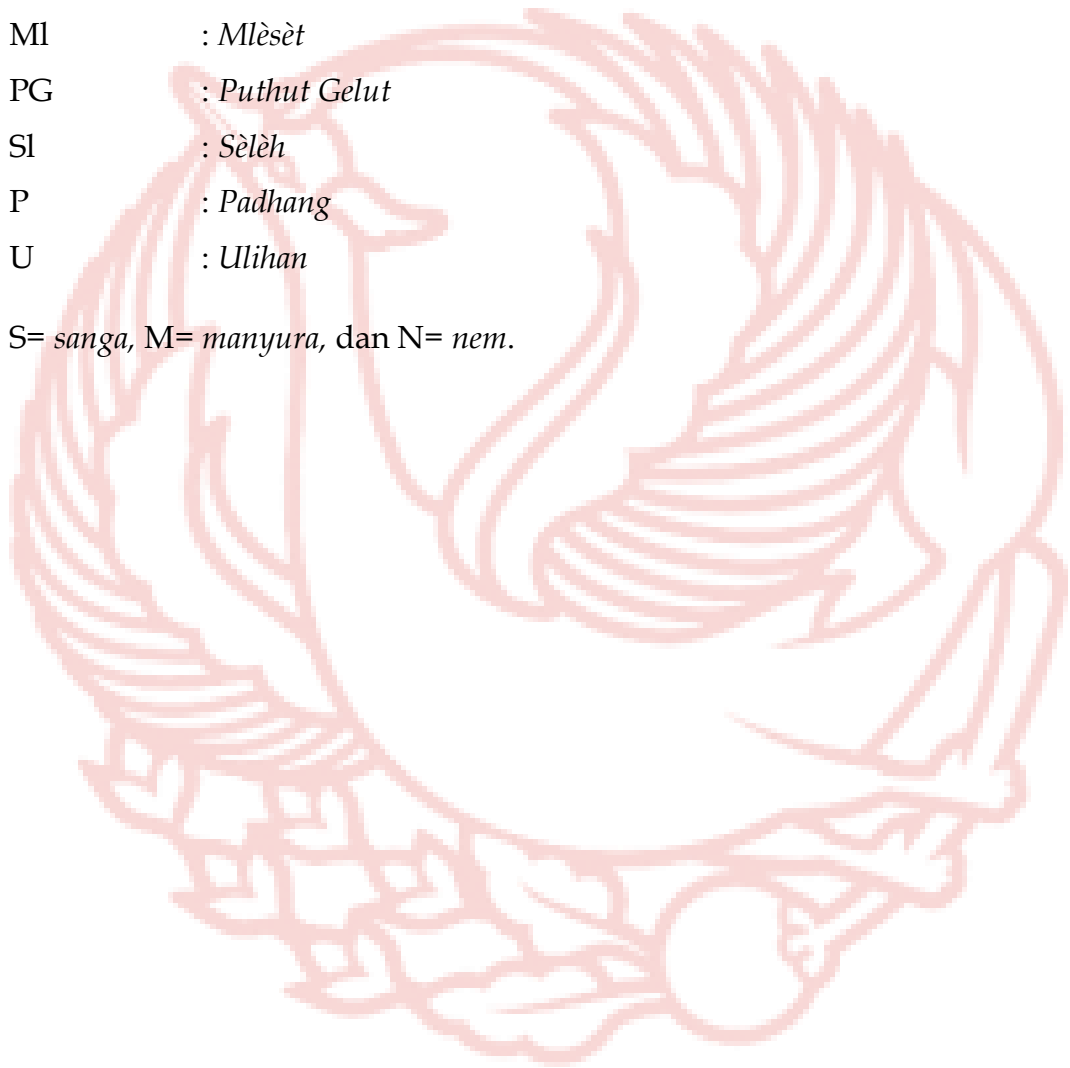 Ml : Mlèsèt
PG : Puthut Gelut
Sl : Sèlèh
P : Padhang
U : Ulihan
S= sanga, M= manyura, dan N= nem.